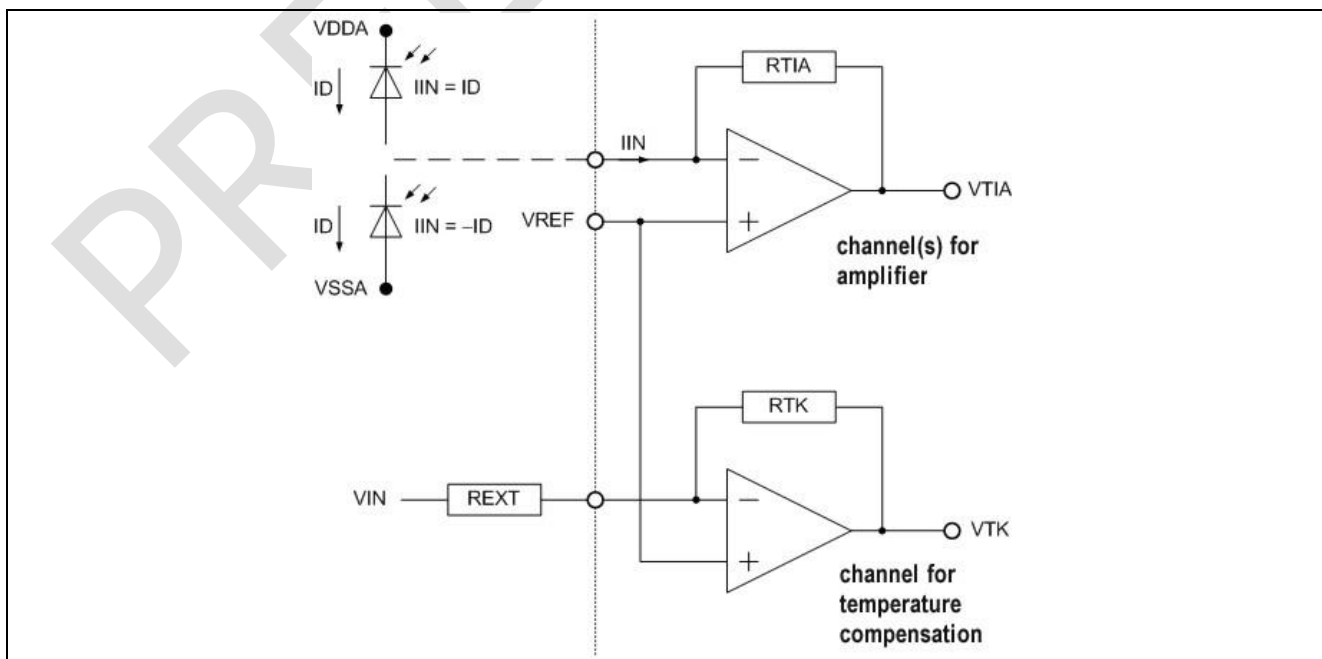 PRE
VDDA
ID
IIN = ID
RTIA
IIN
−
VTIA
ID
IIN = −ID
VREF
+
channel(s) for
amplifier
VSSA
RTK
VIN
REXT
−
VTK
+
channel for
temperature
compensation